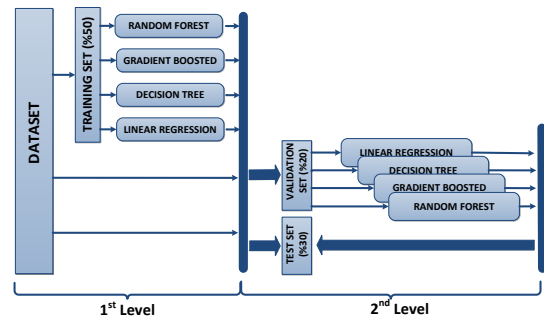 DATASET
TRAINING SET (%50)
RANDOM FOREST
GRADIENT BOOSTED
DECISION TREE
LINEAR REGRESSION
VALIDATION
SET (%20)
LINEAR REGRESSION
DECISION TREE
GRADIENT BOOSTED
RANDOM FOREST
TEST SET
(%30)
1st Level
2nd Level